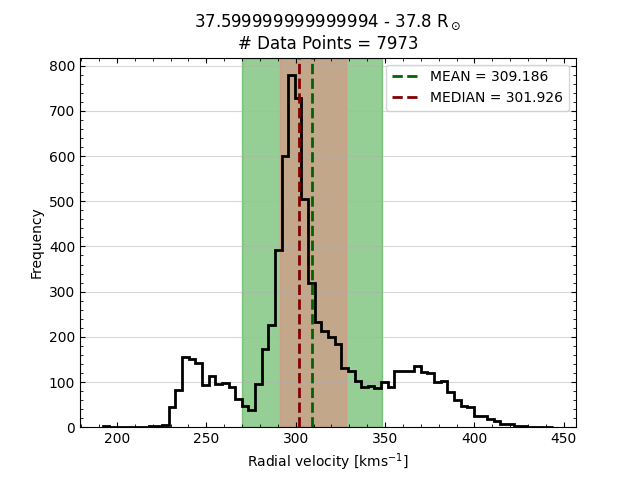 37.599999999999994 - 37.8 R⊙
# Data Points = 7973
MEAN = 309.186
MEDIAN = 301.926
800
700
600
500
400
300
200
100
0
Frequency
200 250 300 350 400 450
Radial velocity [kms⁻¹]